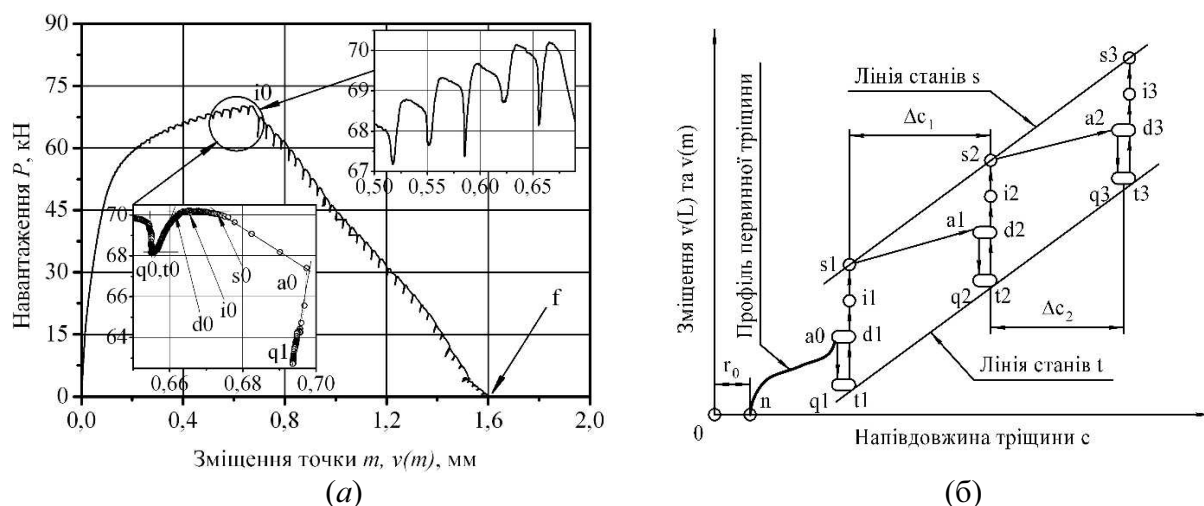 90
75
60
45
30
15
0
Навантаження P, кН
0,0 0,4 0,8 1,2 1,6 2,0
Зміщення точки m, v(m), мм
i0
f
70
69
68
67
0,50 0,55 0,60 0,65
70
68
66
64
0,66 0,68 0,70
q0,t0
d0
i0
s0
a0
q1
(а)
Зміщення v(L) та v(m)
Профіль первинної тріщини
Лінія станів s
Δc1
Δc2
r0
0
n
s1
i1
a0 d1
q1 t1
s2
i2
a1 d2
q2 t2
s3
i3
a2 d3
q3 t3
Лінія станів t
Напівдовжина тріщини c
(б)